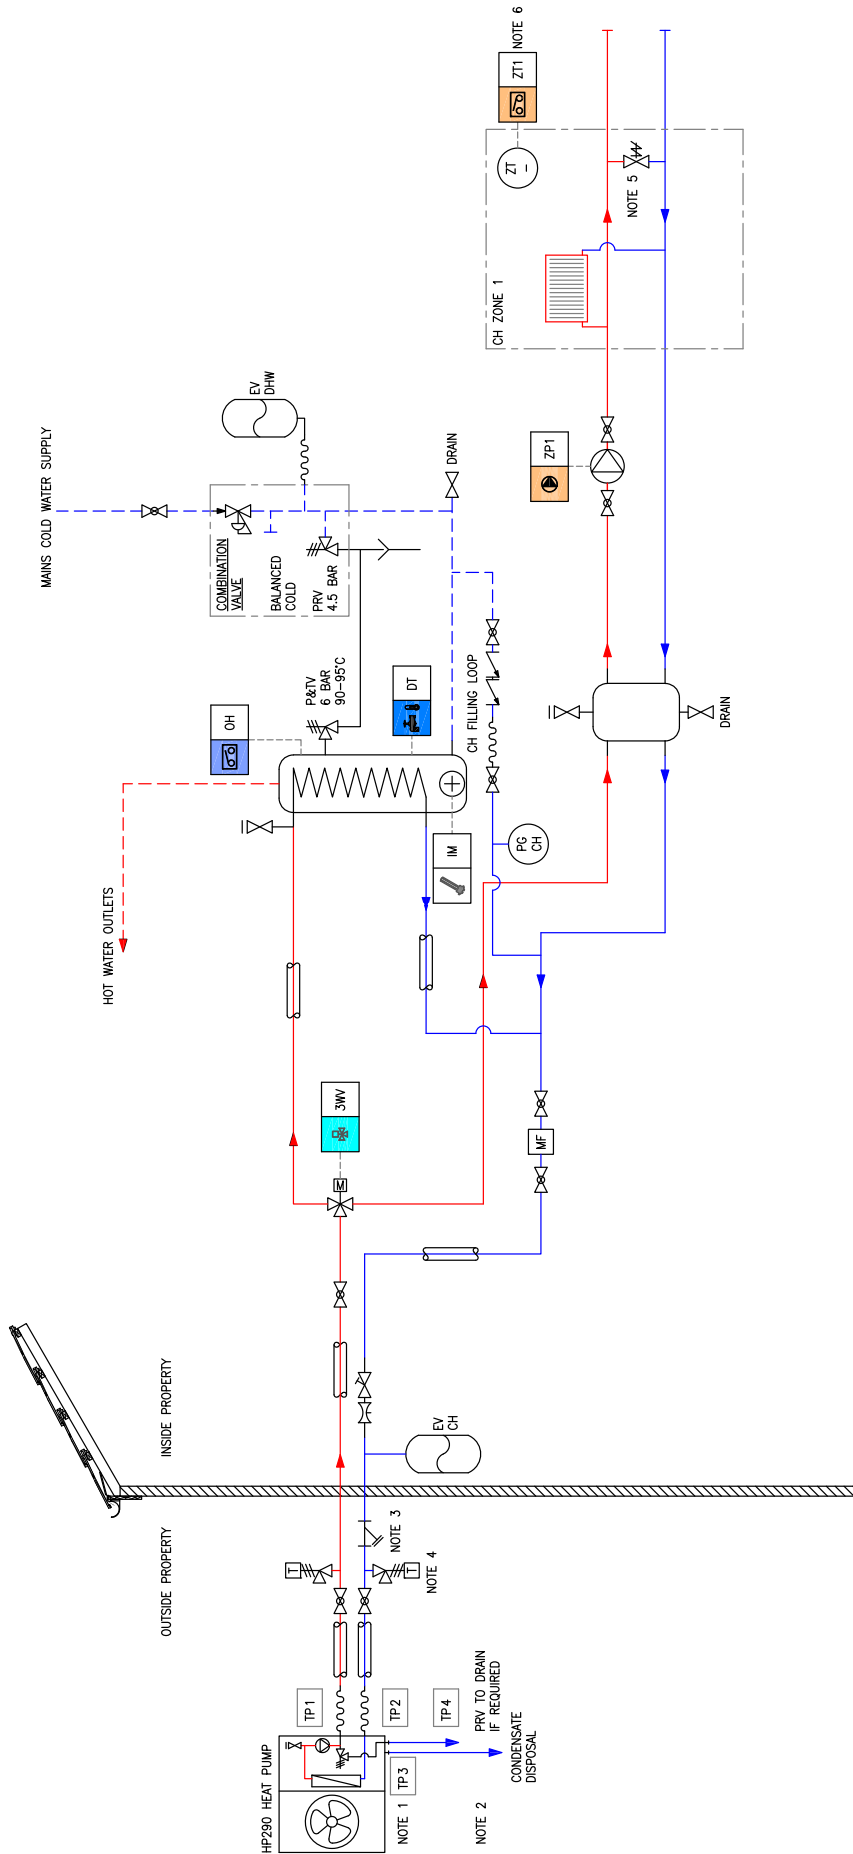 HP290 HEAT PUMP
NOTE 1
NOTE 2
TP1
TP2
TP3
TP4
PRV TO DRAIN
IF REQUIRED
CONDENSATE
DISPOSAL
OUTSIDE PROPERTY
INSIDE PROPERTY
T
T
NOTE 4
NOTE 3
EV
CH
M
3WV
MF
HOT WATER OUTLETS
OH
P&TV
6 BAR
90-95°C
DT
IM
PG
CH
CH FILLING LOOP
MAINS COLD WATER SUPPLY
COMBINATION
VALVE
BALANCED
COLD
PRV
4.5 BAR
EV
DHW
DRAIN
DRAIN
ZP1
CH ZONE 1
NOTE 5
ZT
–
ZT1
NOTE 6